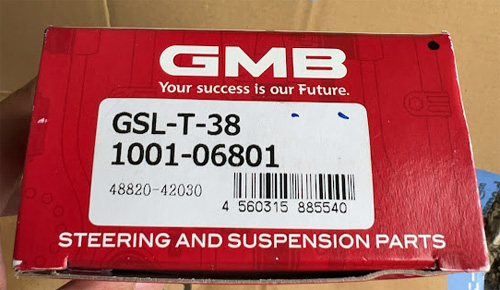 GMB
Your success is our Future.
GSL-T-38
1001-06801
48820-42030
4 560315 885540
STEERING AND SUSPENSION PARTS